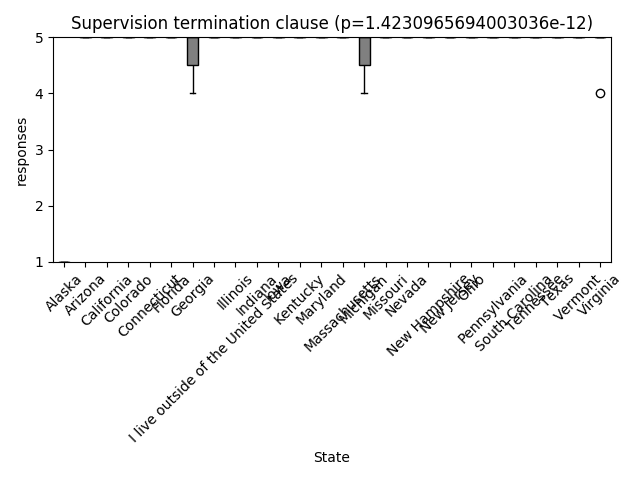 Supervision termination clause (p=1.4230965694003036e-12)
responses
5
4
3
2
1
Alaska
Arizona
California
Colorado
Connecticut
Florida
Georgia
I live outside of the United States
Illinois
Indiana
Iowa
Kentucky
Maryland
Massachusetts
Michigan
Missouri
Nevada
New Hampshire
New Jersey
Ohio
Pennsylvania
South Carolina
Tennessee
Texas
Vermont
Virginia
State